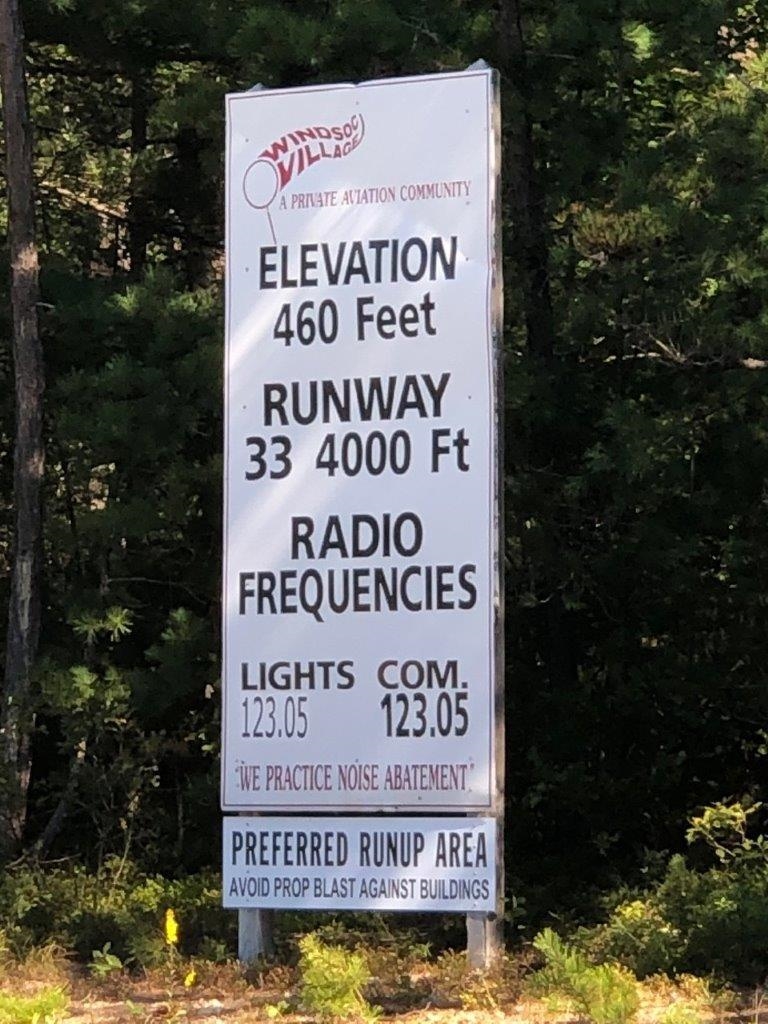 WINDSOC
VILLAGE
A PRIVATE AVIATION COMMUNITY
ELEVATION
460 Feet
RUNWAY
33 4000 Ft
RADIO
FREQUENCIES
LIGHTS COM.
123.05 123.05
"WE PRACTICE NOISE ABATEMENT"
PREFERRED RUNUP AREA
AVOID PROP BLAST AGAINST BUILDINGS